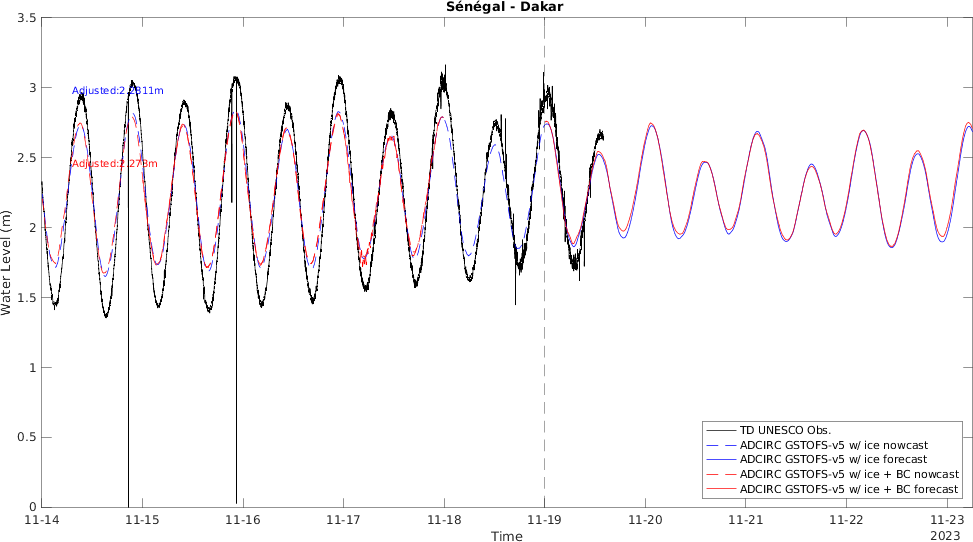 Sénégal - Dakar
3.5
3
2.5
2
1.5
1
0.5
0
Water Level (m)
Adjusted:2.2811m
Adjusted:2.273m
TD UNESCO Obs.
ADCIRC GSTOFS-v5 w/ ice nowcast
ADCIRC GSTOFS-v5 w/ ice forecast
ADCIRC GSTOFS-v5 w/ ice + BC nowcast
ADCIRC GSTOFS-v5 w/ ice + BC forecast
11-14 11-15 11-16 11-17 11-18 11-19 11-20 11-21 11-22 11-23
Time
2023